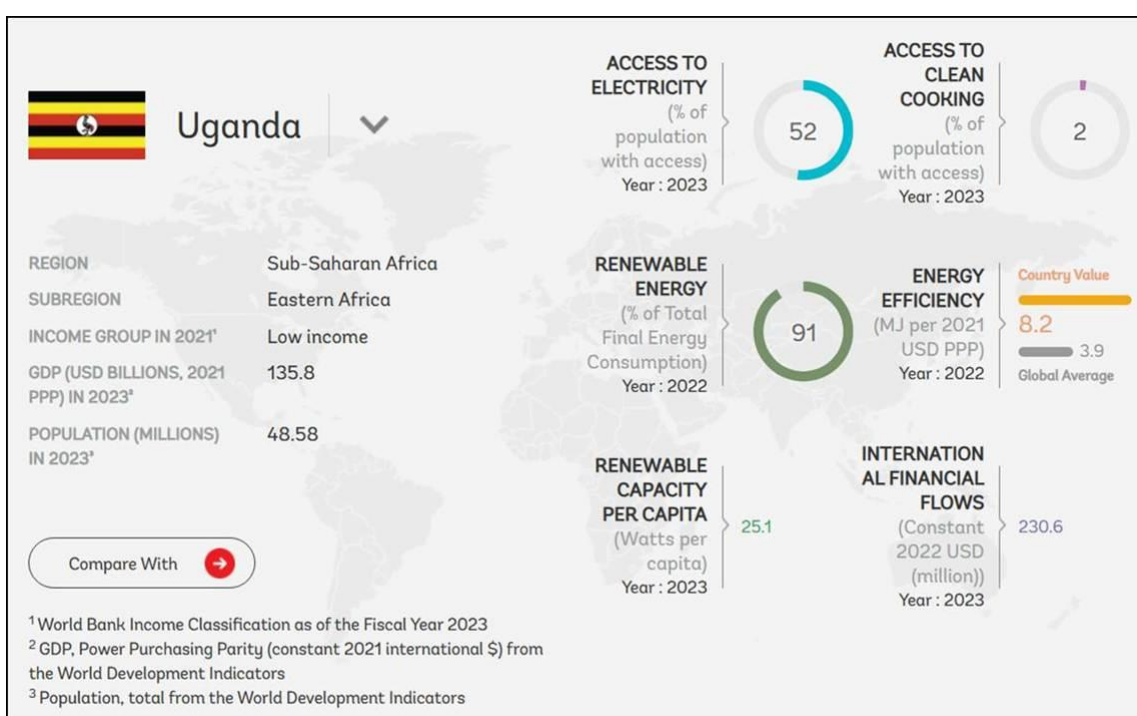 Uganda
REGION Sub-Saharan Africa
SUBREGION Eastern Africa
INCOME GROUP IN 2021¹ Low income
GDP (USD BILLIONS, 2021 135.8
PPP) IN 2023²
POPULATION (MILLIONS) 48.58
IN 2023³
Compare With
¹ World Bank Income Classification as of the Fiscal Year 2023
² GDP, Power Purchasing Parity (constant 2021 international $) from
the World Development Indicators
³ Population, total from the World Development Indicators
ACCESS TO
ELECTRICITY
(% of
population
with access)
Year : 2023
52
ACCESS TO
CLEAN
COOKING
(% of
population
with access)
Year : 2023
2
RENEWABLE
ENERGY
(% of Total
Final Energy
Consumption)
Year : 2022
91
ENERGY
EFFICIENCY
(MJ per 2021
USD PPP)
Year : 2022
Country Value
8.2
3.9
Global Average
RENEWABLE
CAPACITY
PER CAPITA
(Watts per
capita)
Year : 2023
25.1
INTERNATION
AL FINANCIAL
FLOWS
(Constant
2022 USD
(million))
Year : 2023
230.6